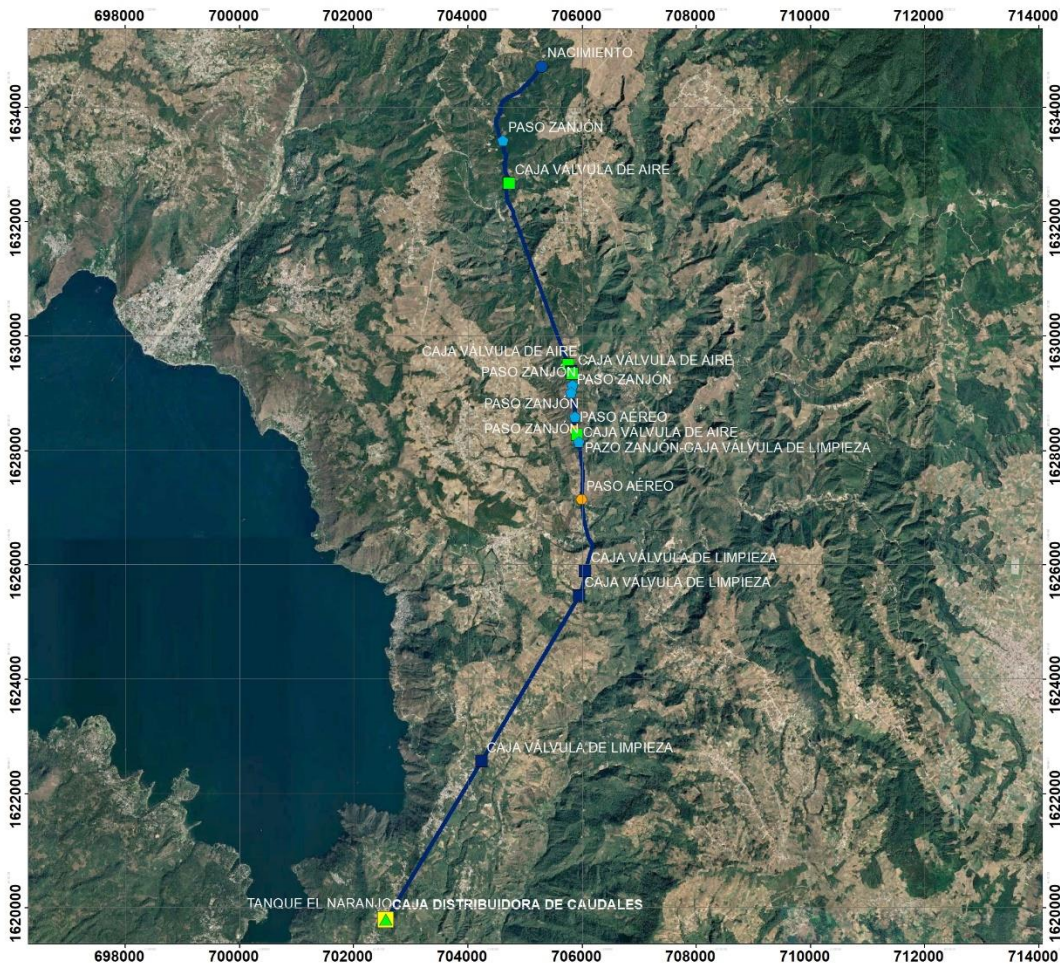 698000 700000 702000 704000 706000 708000 710000 712000 714000
NACIMIENTO
1634000 1634000
PASO ZANJÓN
CAJA VÁLVULA DE AIRE
1632000 1632000
1630000 1630000
CAJA VÁLVULA DE AIRE
CAJA VÁLVULA DE AIRE
PASO ZANJÓN
PASO ZANJÓN
PASO ZANJÓN
PASO AÉREO
PASO ZANJÓN
CAJA VÁLVULA DE AIRE
PAZO ZANJÓN-CAJA VÁLVULA DE LIMPIEZA
1628000 1628000
PASO AÉREO
CAJA VÁLVULA DE LIMPIEZA
1626000 1626000
CAJA VÁLVULA DE LIMPIEZA
1624000 1624000
CAJA VÁLVULA DE LIMPIEZA
1622000 1622000
TANQUE EL NARANJO CAJA DISTRIBUIDORA DE CAUDALES
1620000 1620000
698000 700000 702000 704000 706000 708000 710000 712000 714000